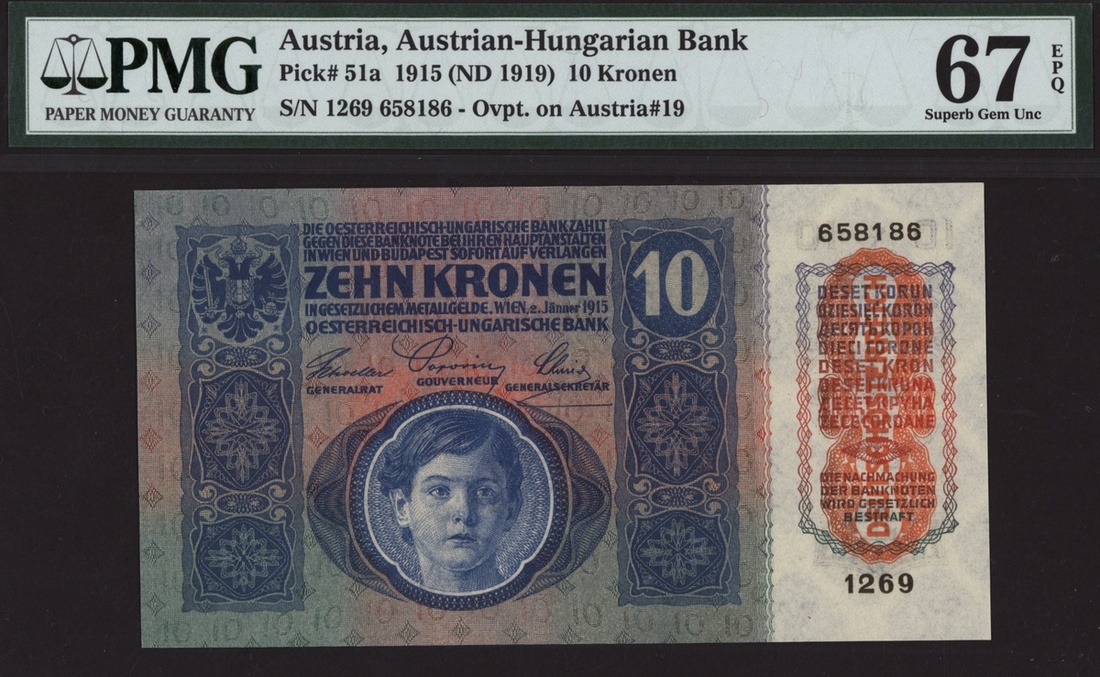 PMG
PAPER MONEY GUARANTY
Austria, Austrian-Hungarian Bank
Pick# 51a 1915 (ND 1919) 10 Kronen
S/N 1269 658186 - Ovpt. on Austria#19
67
EPQ
Superb Gem Unc
DIE OESTERREICHISCH-UNGARISCHE BANK ZAHLT
GEGEN DIESE BANKNOTE BEI IHREN HAUPTANSTALTEN
IN WIEN UND BUDAPEST SOFORT AUF VERLANGEN
ZEHN KRONEN
IN GESETZLICHEM METALLGELDE. WIEN, 2. Jänner 1915
OESTERREICHISCH-UNGARISCHE BANK
GENERALRAT
GOUVERNEUR
GENERALSEKRETÄR
10
658186
DESET KORUN
DZIESIĘĆ KORON
ДЕСЯТЬ КОРОН
DIECI CORONE
DESET KRON
DESET KRUNA
ДЕСЕТ КРУНА
ZECE COROANE
DIE NACHMACHUNG
DER BANKNOTEN
WIRD GESETZLICH
BESTRAFT
1269